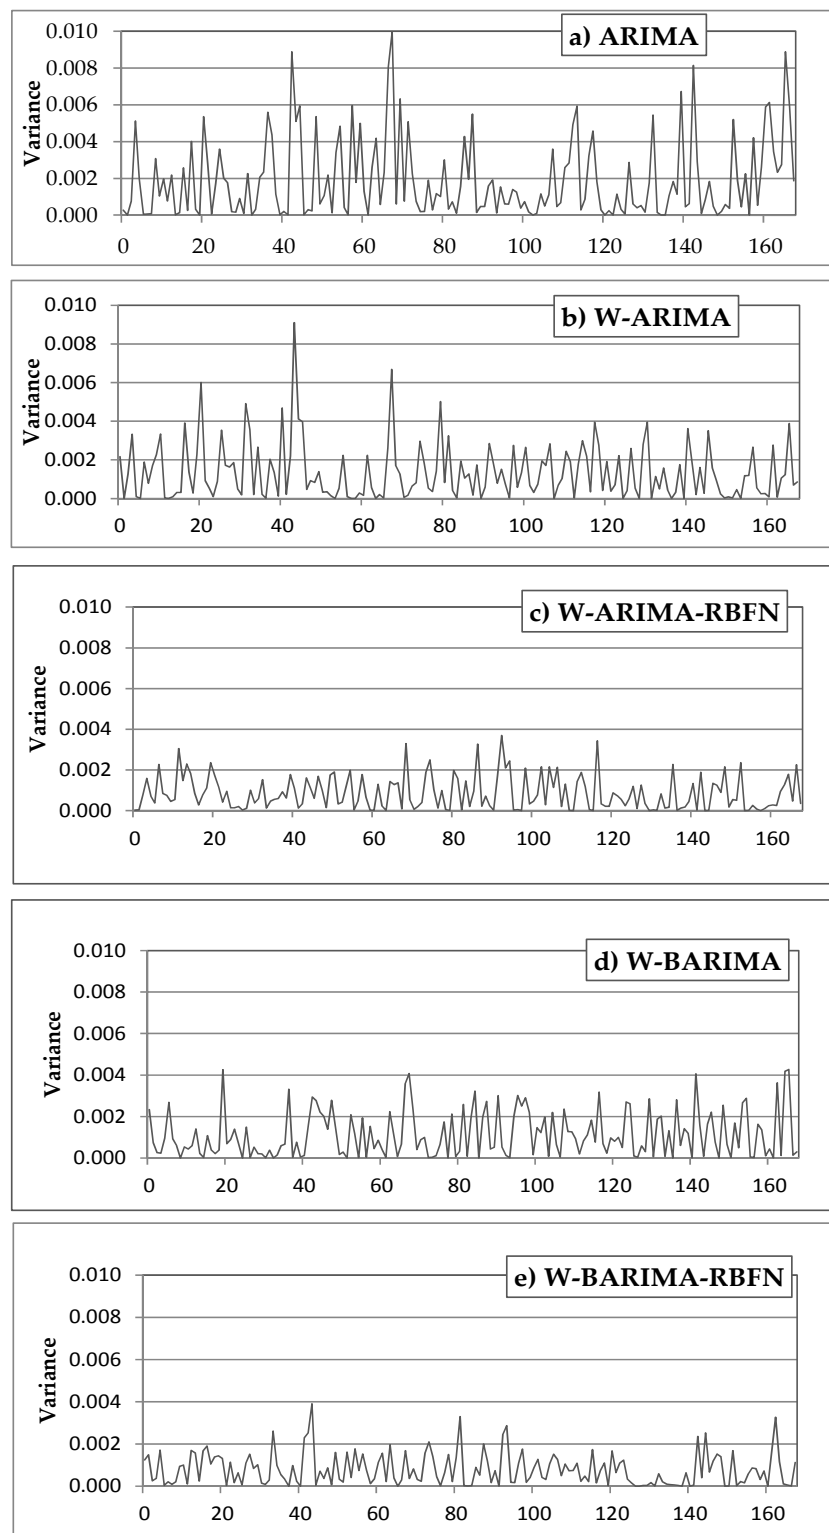 a) ARIMA
Variance
0.010
0.008
0.006
0.004
0.002
0.000
0 20 40 60 80 100 120 140 160
b) W-ARIMA
Variance
0.010
0.008
0.006
0.004
0.002
0.000
0 20 40 60 80 100 120 140 160
c) W-ARIMA-RBFN
Variance
0.010
0.008
0.006
0.004
0.002
0.000
0 20 40 60 80 100 120 140 160
d) W-BARIMA
Variance
0.010
0.008
0.006
0.004
0.002
0.000
0 20 40 60 80 100 120 140 160
e) W-BARIMA-RBFN
Variance
0.010
0.008
0.006
0.004
0.002
0.000
0 20 40 60 80 100 120 140 160